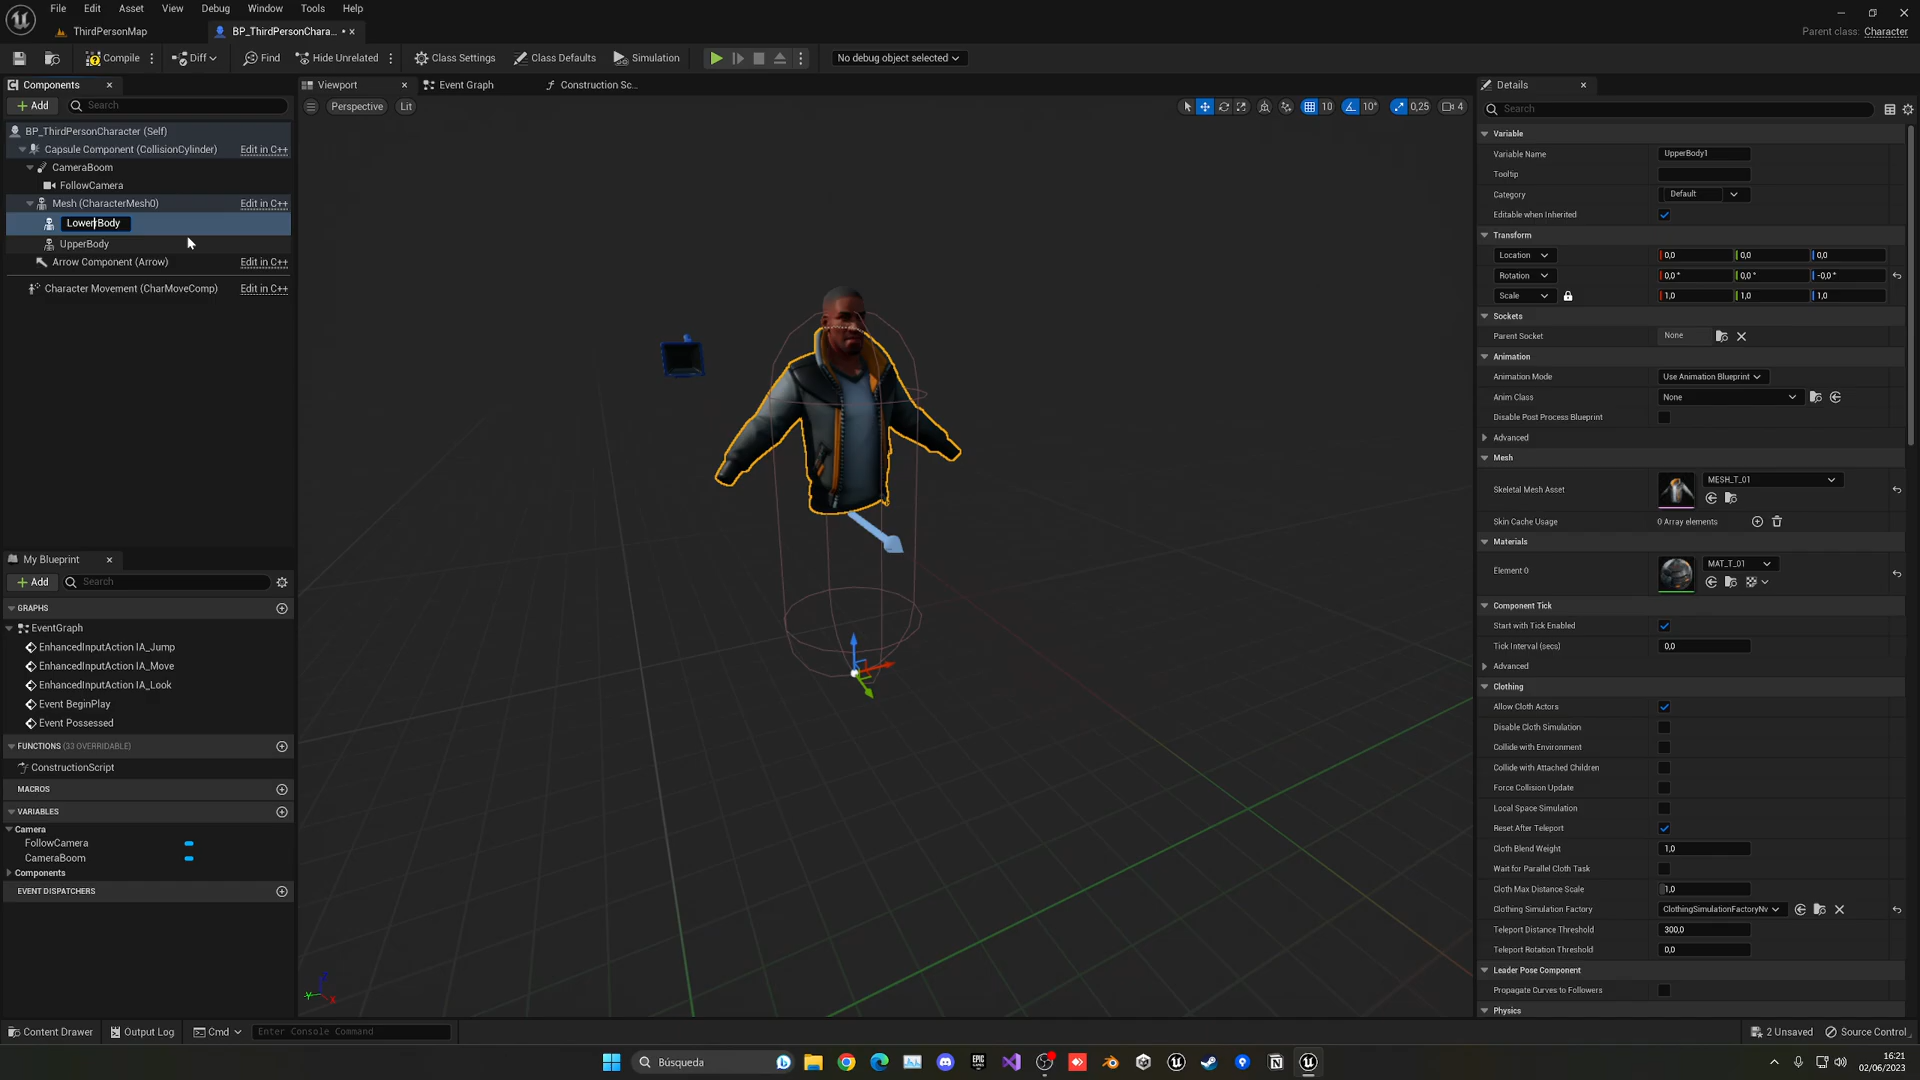 File Edit Asset View Debug Window Tools Help
ThirdPersonMap
BP_ThirdPersonChara... •
Parent class: Character
Compile
Diff
Find
Hide Unrelated
Class Settings
Class Defaults
Simulation
No debug object selected
Components
Add
Search
BP_ThirdPersonCharacter (Self)
Capsule Component (CollisionCylinder) Edit in C++
CameraBoom
FollowCamera
Mesh (CharacterMesh0) Edit in C++
LowerBody
UpperBody
Arrow Component (Arrow) Edit in C++
Character Movement (CharMoveComp) Edit in C++
My Blueprint
Add
Search
GRAPHS
EventGraph
EnhancedInputAction IA_Jump
EnhancedInputAction IA_Move
EnhancedInputAction IA_Look
Event BeginPlay
Event Possessed
FUNCTIONS (33 OVERRIDABLE)
ConstructionScript
MACROS
VARIABLES
Camera
FollowCamera
CameraBoom
Components
EVENT DISPATCHERS
Viewport
Event Graph
Construction Sc...
Perspective
Lit
10
10°
0,25
4
Details
Search
Variable
Variable Name UpperBody1
Tooltip
Category Default
Editable when Inherited
Transform
Location 0,0 0,0 0,0
Rotation 0,0 ° 0,0 ° -0,0 °
Scale 1,0 1,0 1,0
Sockets
Parent Socket None
Animation
Animation Mode Use Animation Blueprint
Anim Class None
Disable Post Process Blueprint
Advanced
Mesh
Skeletal Mesh Asset MESH_T_01
Skin Cache Usage 0 Array elements
Materials
Element 0 MAT_T_01
Component Tick
Start with Tick Enabled
Tick Interval (secs) 0,0
Advanced
Clothing
Allow Cloth Actors
Disable Cloth Simulation
Collide with Environment
Collide with Attached Children
Force Collision Update
Local Space Simulation
Reset After Teleport
Cloth Blend Weight 1,0
Wait for Parallel Cloth Task
Cloth Max Distance Scale 1,0
Clothing Simulation Factory ClothingSimulationFactoryNv
Teleport Distance Threshold 300,0
Teleport Rotation Threshold 0,0
Leader Pose Component
Propagate Curves to Followers
Physics
Content Drawer
Output Log
Cmd
Enter Console Command
2 Unsaved
Source Control
Búsqueda
16:21
02/06/2023